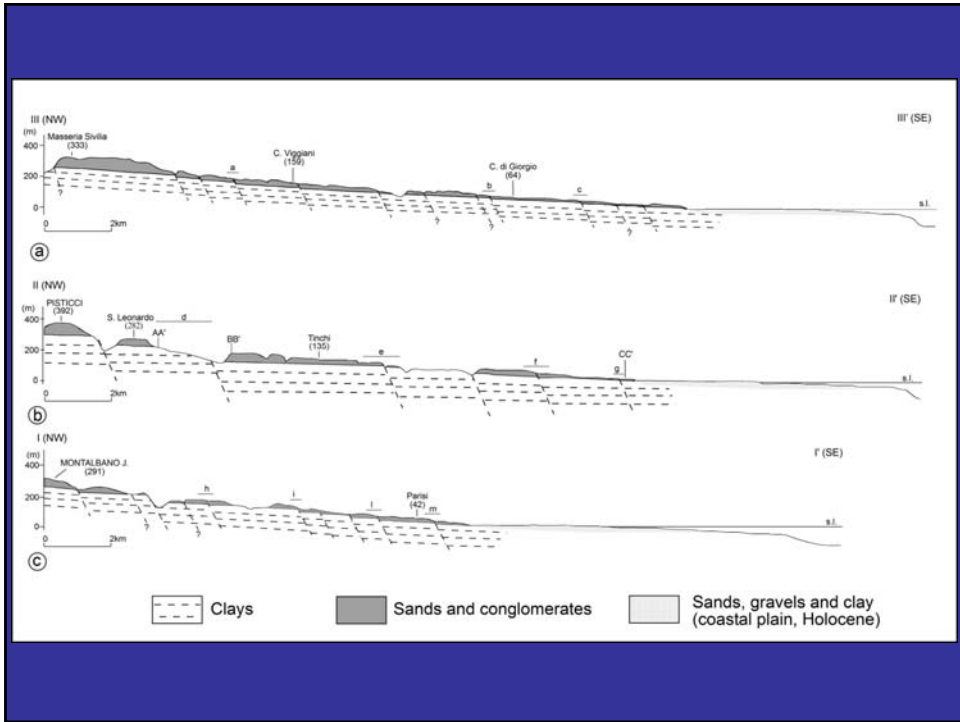 III (NW)
III' (SE)
(m)
Masseria Sivilia
(333)
400
a
C. Viggiani
(159)
C. di Giorgio
(64)
200
b
c
?
0
s.l.
?
?
?
0
2km
a
II (NW)
II' (SE)
PISTICCI
(392)
(m)
400
S. Leonardo
(282)
d
AA'
BB'
Tinchi
(135)
e
CC'
200
f
g
0
s.l.
0
2km
b
I (NW)
I' (SE)
(m)
400
MONTALBANO J.
(291)
h
i
l
Parisi
(42)
m
200
0
s.l.
?
?
0
2km
c
Clays
Sands and conglomerates
Sands, gravels and clay
(coastal plain, Holocene)